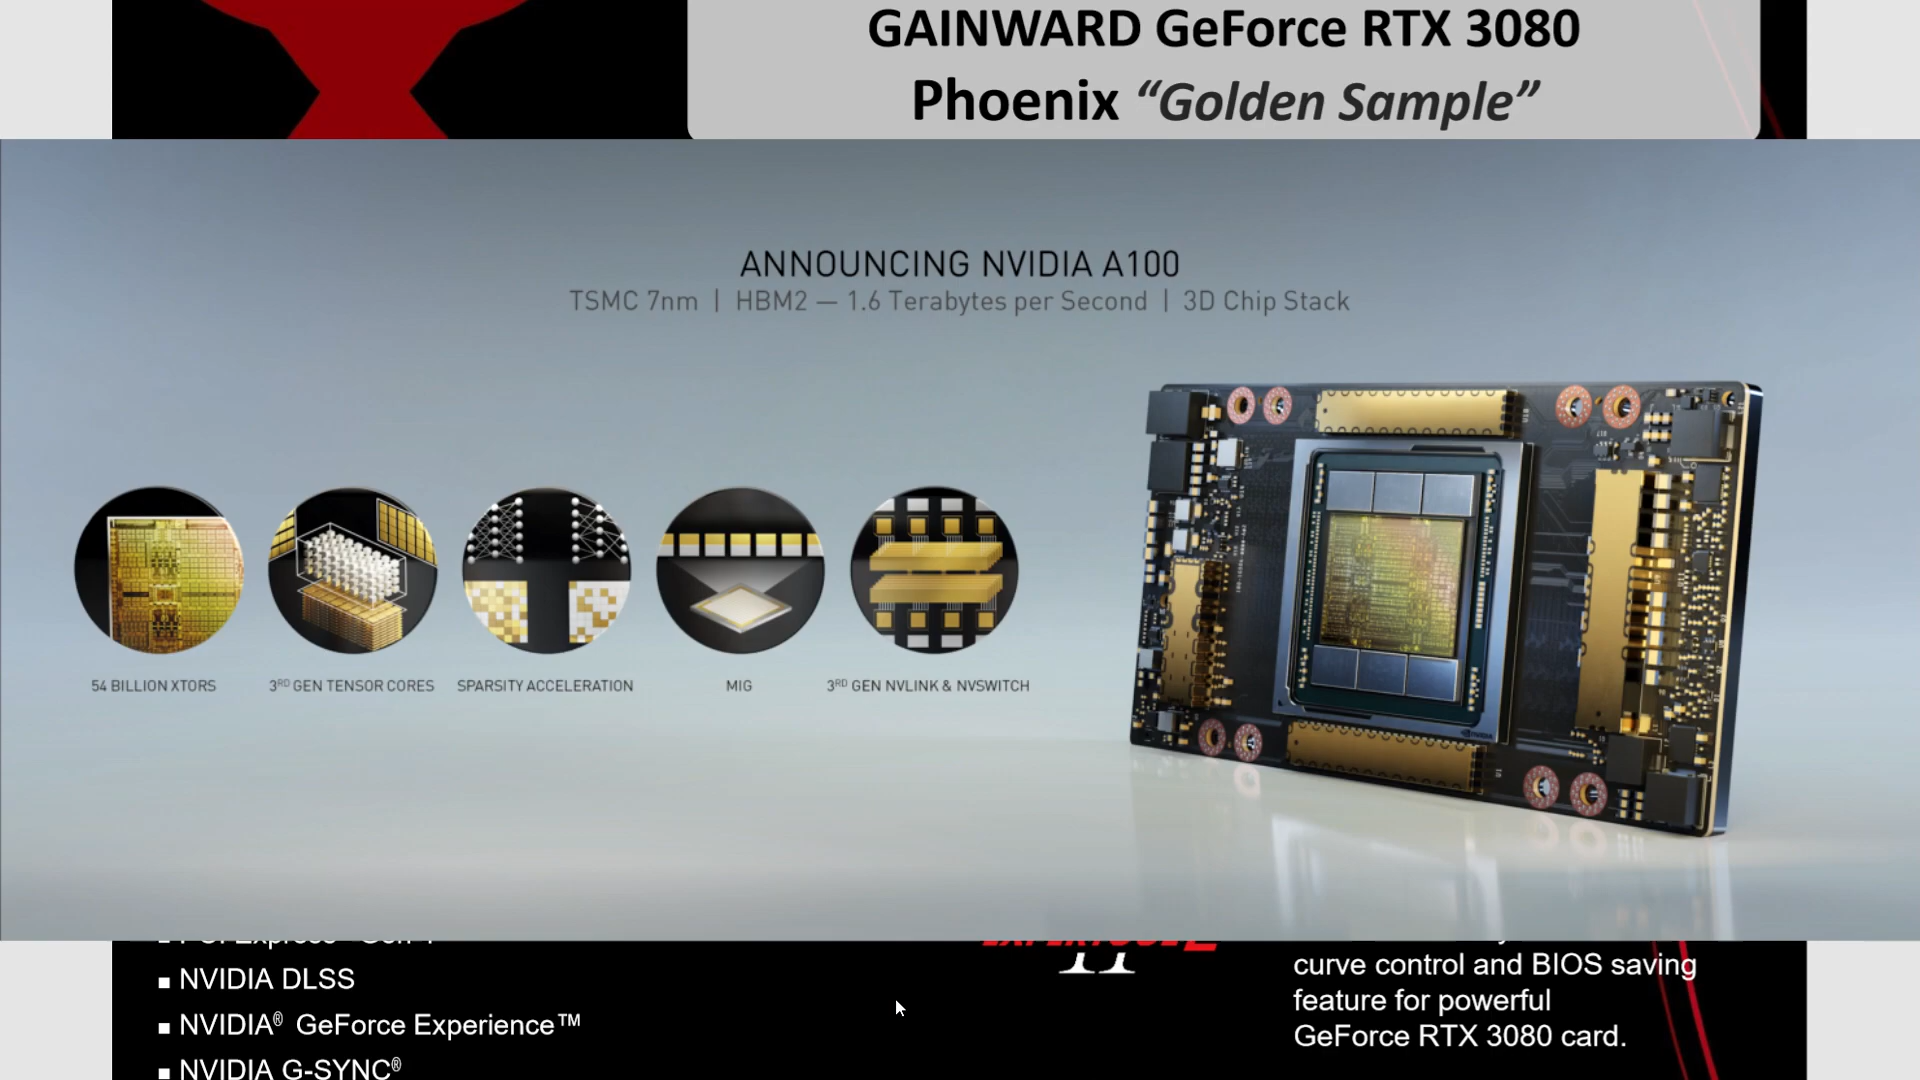 GAINWARD GeForce RTX 3080
Phoenix “Golden Sample”
ANNOUNCING NVIDIA A100
TSMC 7nm | HBM2 — 1.6 Terabytes per Second | 3D Chip Stack
54 BILLION XTORS
3RD GEN TENSOR CORES
SPARSITY ACCELERATION
MIG
3RD GEN NVLINK & NVSWITCH
NVIDIA
▪ NVIDIA DLSS
▪ NVIDIA® GeForce Experience™
▪ NVIDIA G-SYNC®
II
curve control and BIOS saving
feature for powerful
GeForce RTX 3080 card.